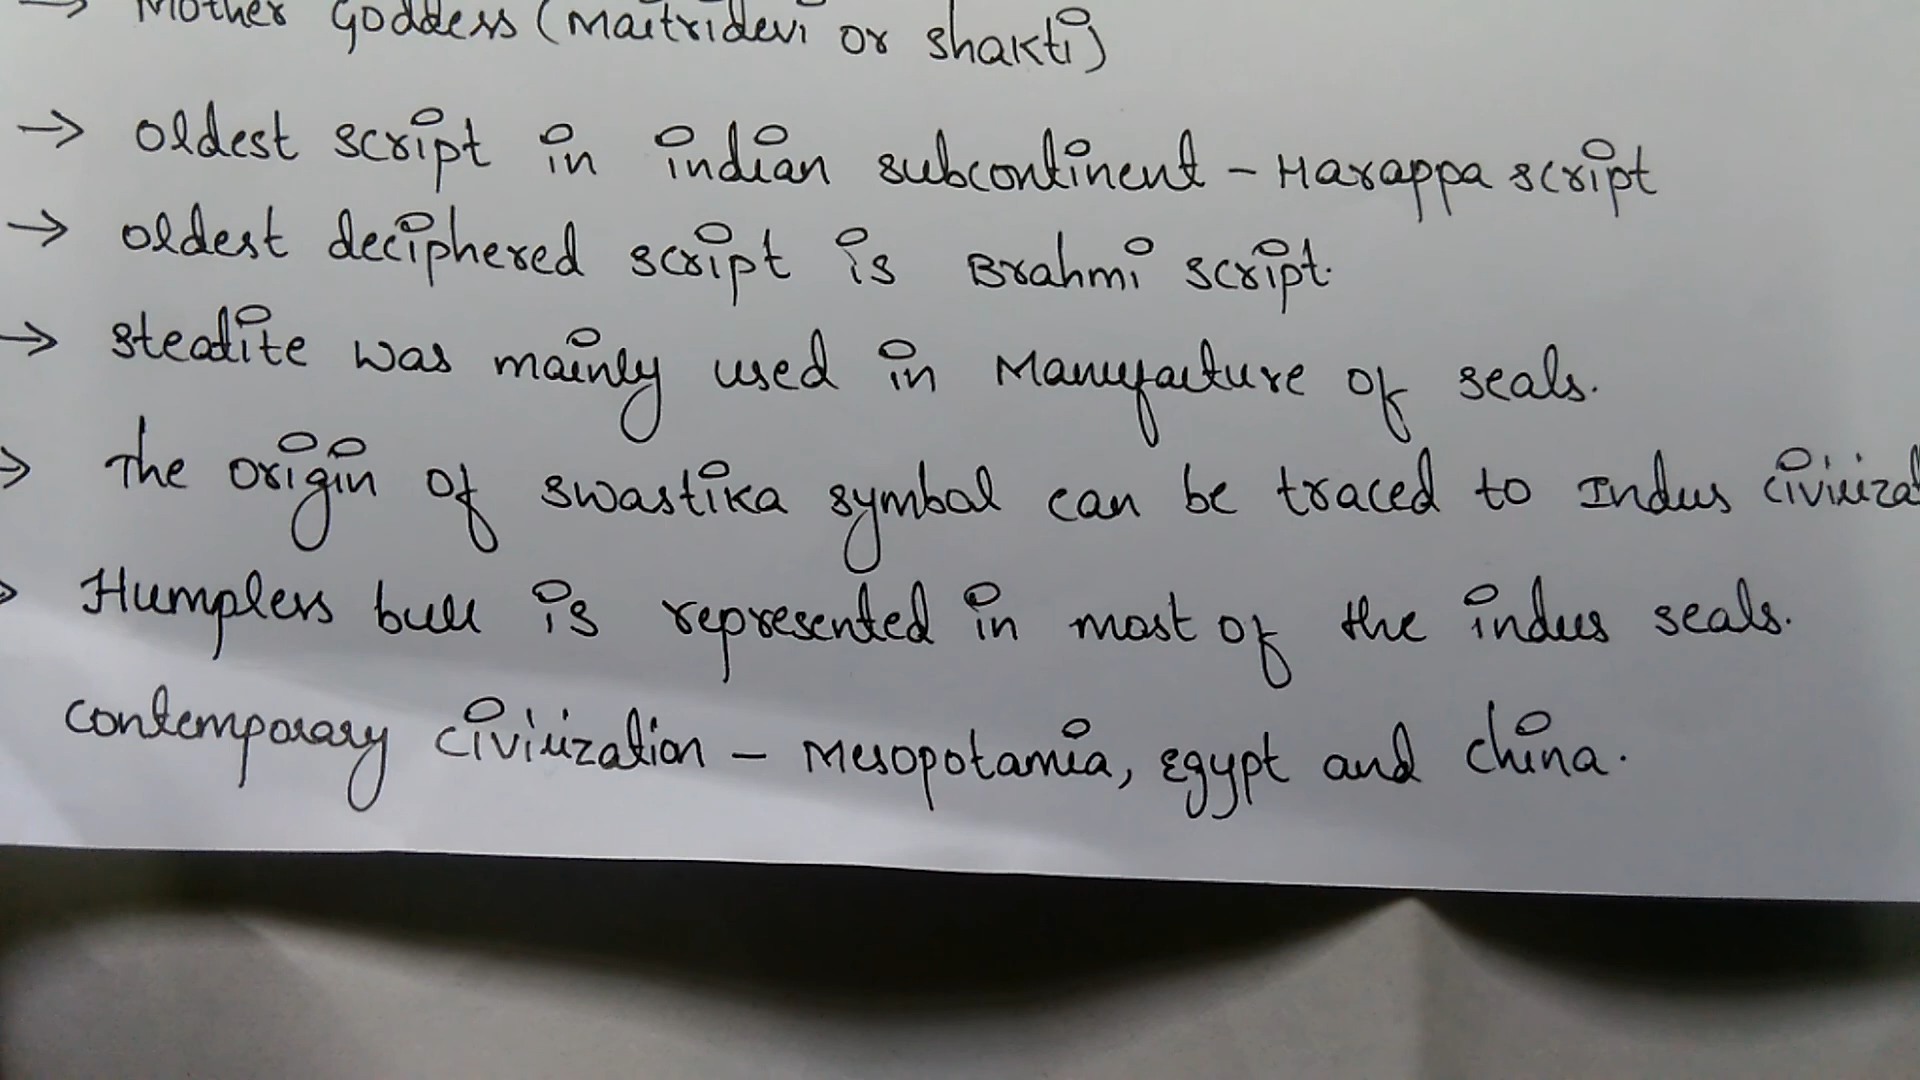 → Mother Goddess (Maitridevi or shakti)
→ oldest script in indian subcontinent - Harappa script
→ oldest deciphered script is Brahmi script.
→ steatite was mainly used in Manufacture of seals.
→ The origin of swastika symbol can be traced to Indus civilizat
→ Humpless bull is represented in most of the indus seals.
contemporary civilization - Mesopotamia, Egypt and china.